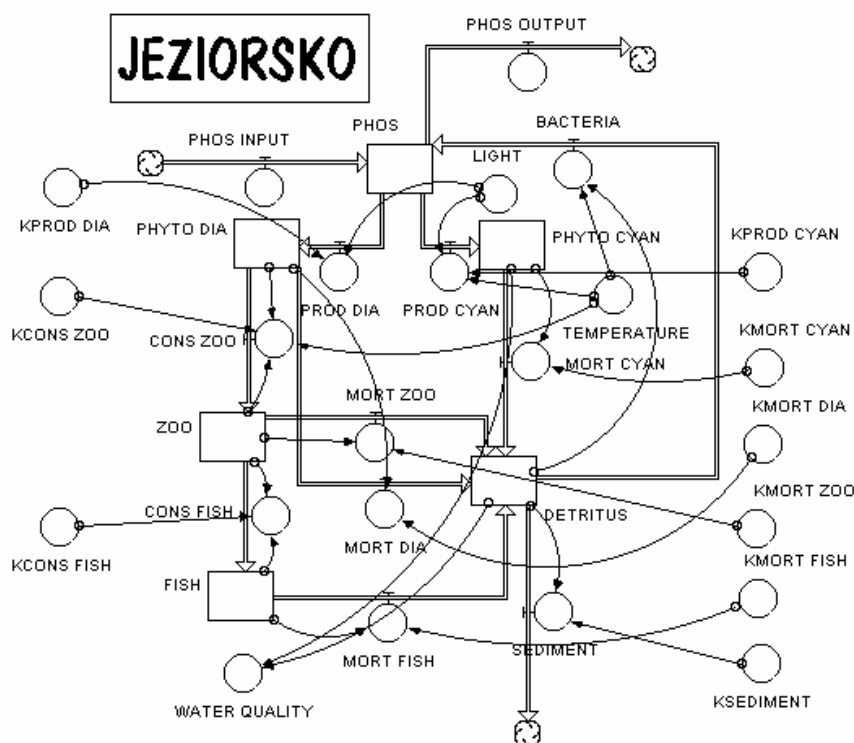 PHOS OUTPUT
JEZIORSKO
PHOS
BACTERIA
PHOS INPUT
LIGHT
KPROD DIA
PHYTO DIA
PHYTO CYAN
KPROD CYAN
PROD DIA
PROD CYAN
KCONS ZOO
CONS ZOO
TEMPERATURE
KMORT CYAN
MORT CYAN
MORT ZOO
KMORT DIA
ZOO
KMORT ZOO
CONS FISH
DETRITUS
MORT DIA
KCONS FISH
KMORT FISH
FISH
SEDIMENT
MORT FISH
KSEDIMENT
WATER QUALITY